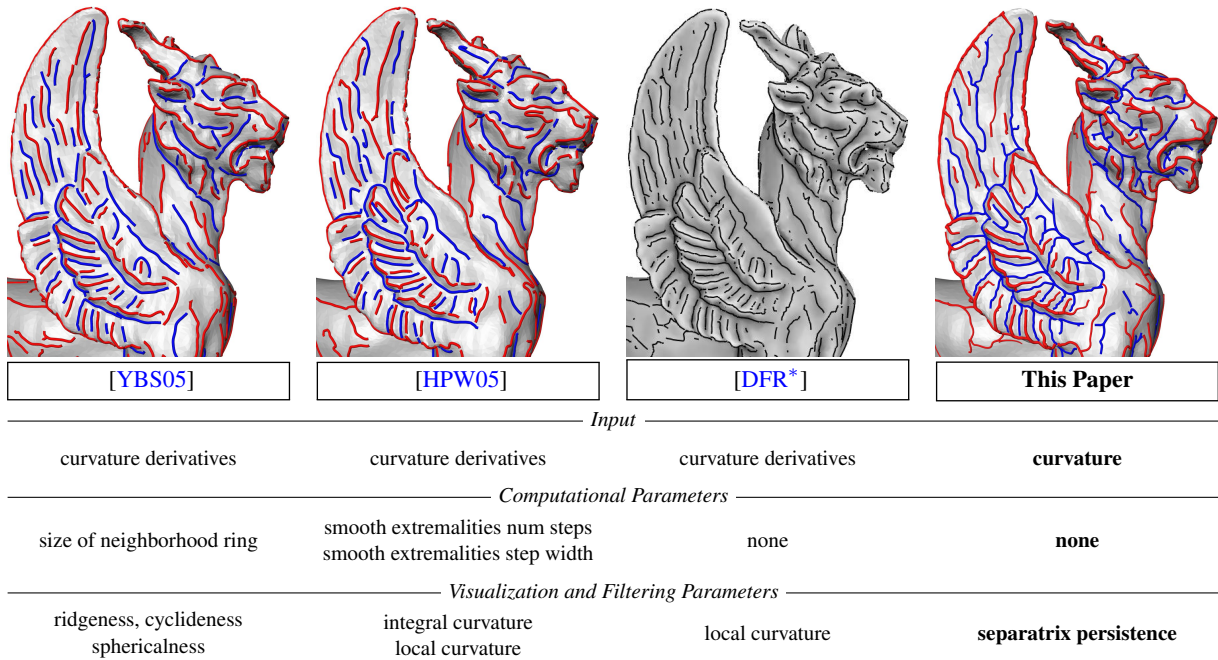 [YBS05] [HPW05] [DFR*] This Paper
Input
curvature derivatives curvature derivatives curvature derivatives curvature
Computational Parameters
size of neighborhood ring smooth extremalities num steps none none
smooth extremalities step width
Visualization and Filtering Parameters
ridgeness, cyclideness integral curvature local curvature separatrix persistence
sphericalness local curvature